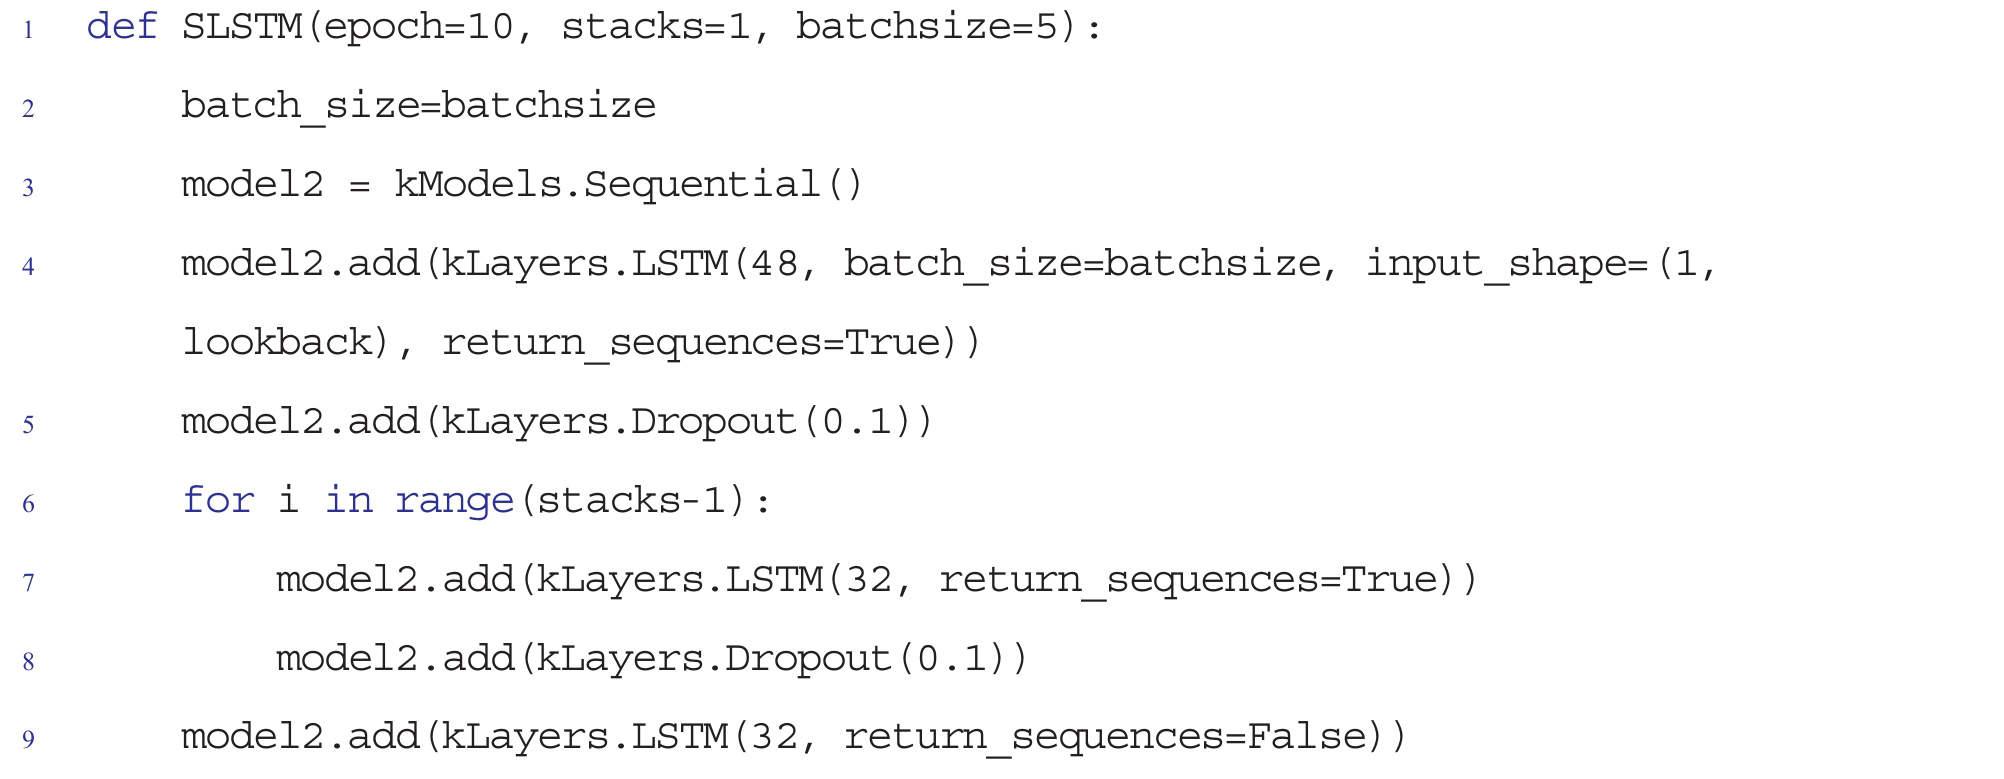 1 def SLSTM(epoch=10, stacks=1, batchsize=5):
2     batch_size=batchsize
3     model2 = kModels.Sequential()
4     model2.add(kLayers.LSTM(48, batch_size=batchsize, input_shape=(1,
      lookback), return_sequences=True))
5     model2.add(kLayers.Dropout(0.1))
6     for i in range(stacks-1):
7         model2.add(kLayers.LSTM(32, return_sequences=True))
8         model2.add(kLayers.Dropout(0.1))
9     model2.add(kLayers.LSTM(32, return_sequences=False))